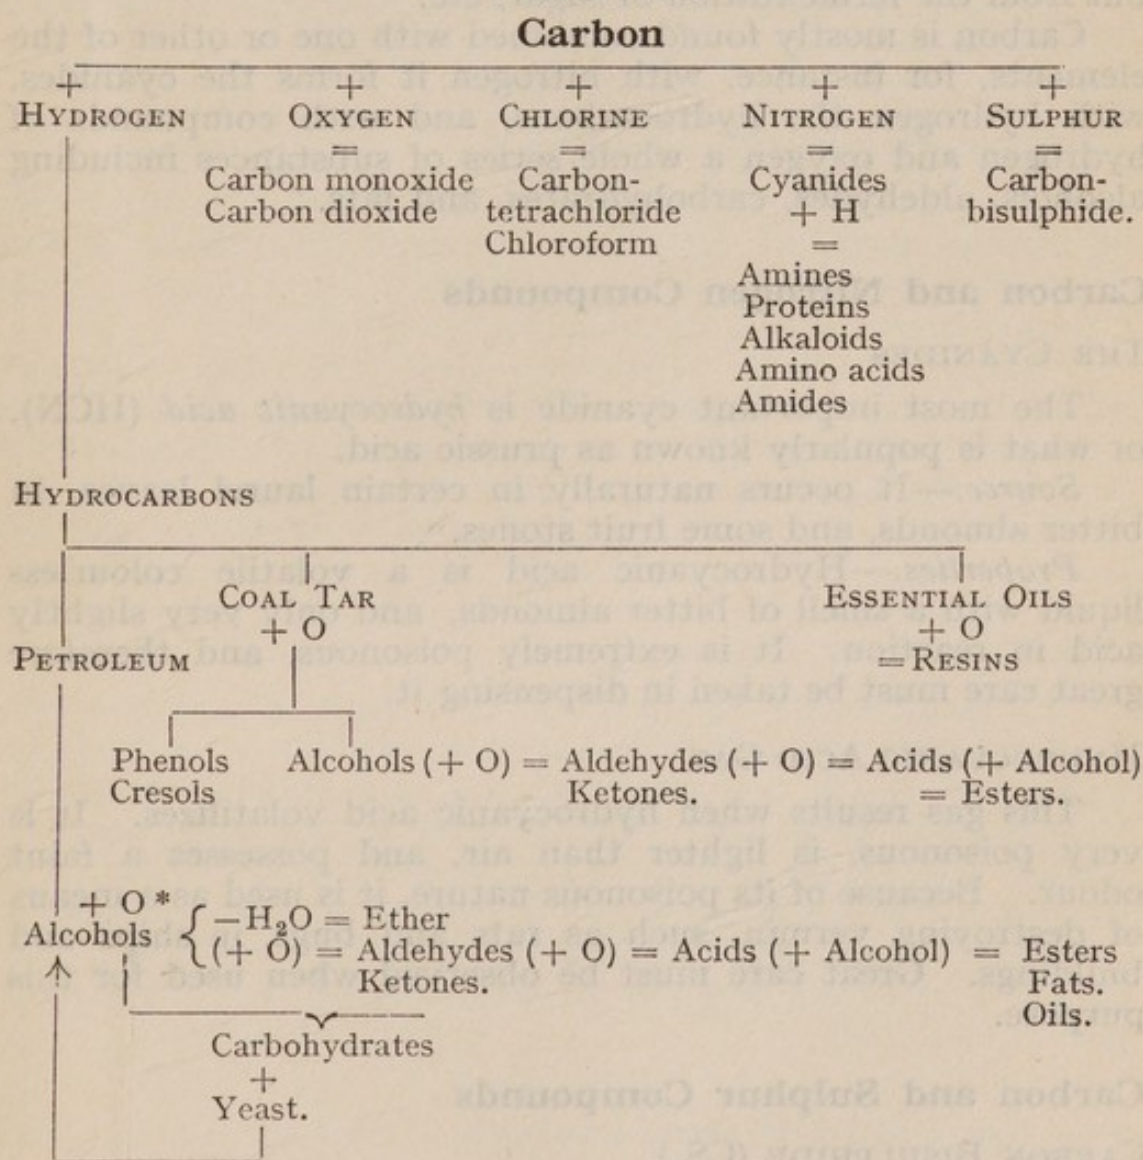 Carbon
+ + + + +
HYDROGEN OXYGEN CHLORINE NITROGEN SULPHUR
= = = =
Carbon monoxide Carbon- Cyanides Carbon-
Carbon dioxide tetrachloride + H bisulphide.
Chloroform =
Amines
Proteins
Alkaloids
Amino acids
Amides
HYDROCARBONS
COAL TAR ESSENTIAL OILS
+ O + O
PETROLEUM = RESINS
Phenols Alcohols (+ O) = Aldehydes (+ O) = Acids (+ Alcohol)
Cresols Ketones. = Esters.
+ O * −H₂O = Ether
Alcohols (+ O) = Aldehydes (+ O) = Acids (+ Alcohol) = Esters
Ketones. Fats.
Oils.
Carbohydrates
+
Yeast.